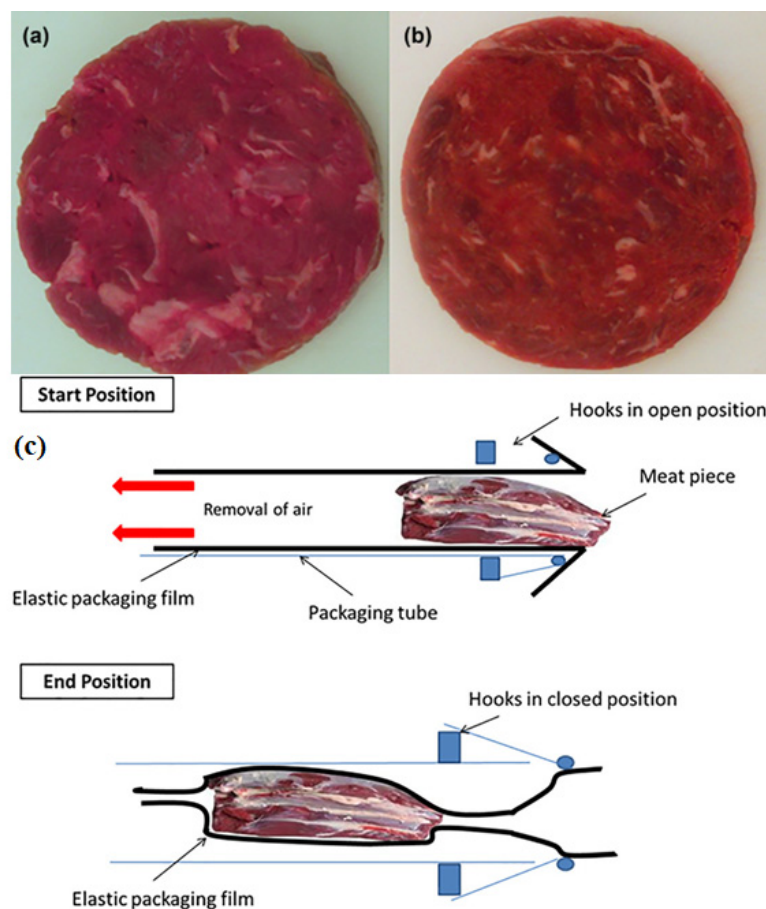 (a)
(b)
Start Position
Hooks in open position
(c)
Meat piece
Removal of air
Elastic packaging film
Packaging tube
End Position
Hooks in closed position
Elastic packaging film